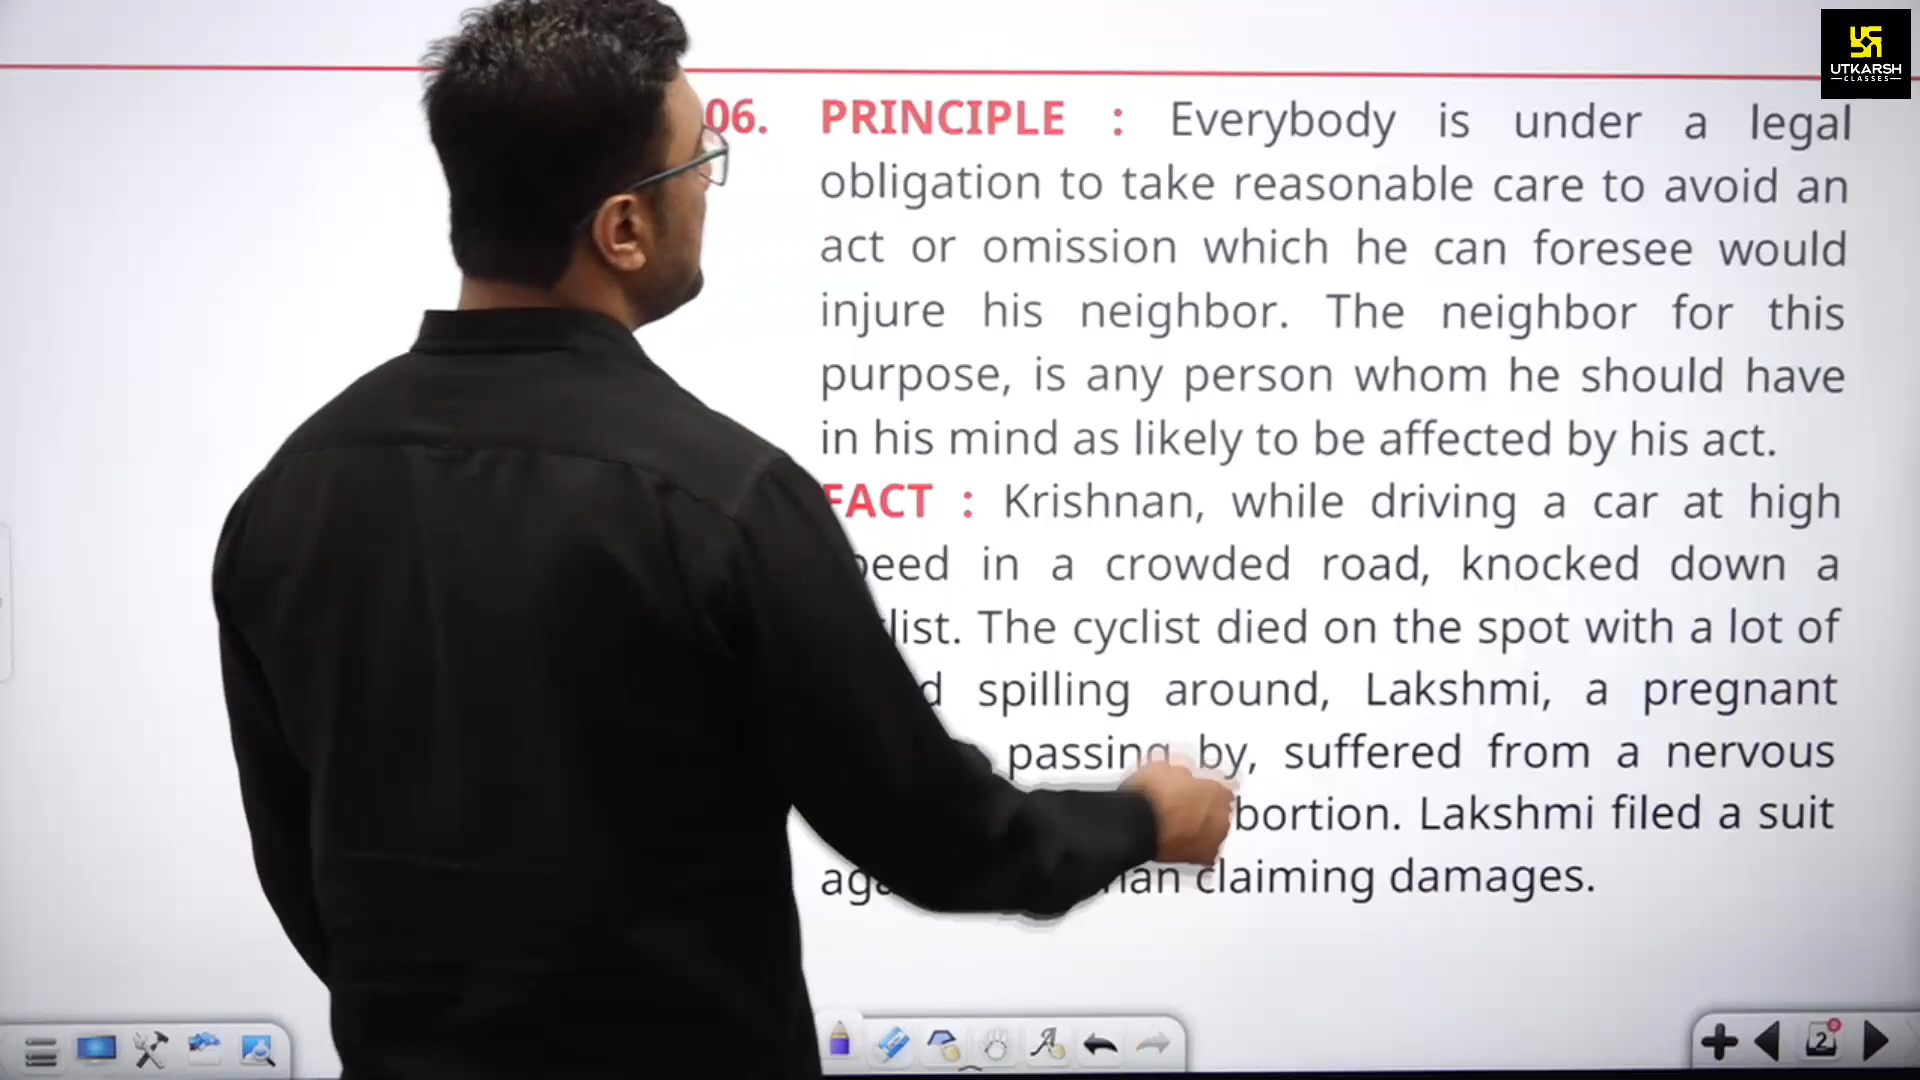 UTKARSH
CLASSES
06. PRINCIPLE : Everybody is under a legal
obligation to take reasonable care to avoid an
act or omission which he can foresee would
injure his neighbor. The neighbor for this
purpose, is any person whom he should have
in his mind as likely to be affected by his act.
FACT : Krishnan, while driving a car at high
in a crowded road, knocked down a
The cyclist died on the spot with a lot of
spilling around, Lakshmi, a pregnant
passing by, suffered from a nervous
Lakshmi filed a suit
claiming damages.
2